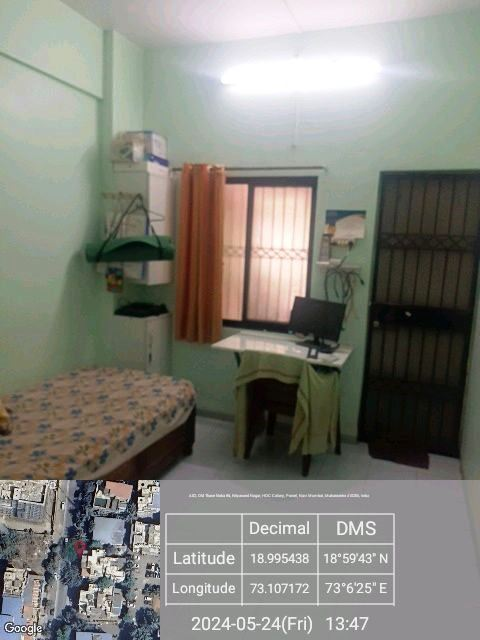 Decimal DMS
Latitude 18.995438 18°59'43" N
Longitude 73.107172 73°6'25" E
2024-05-24(Fri) 13:47
Google